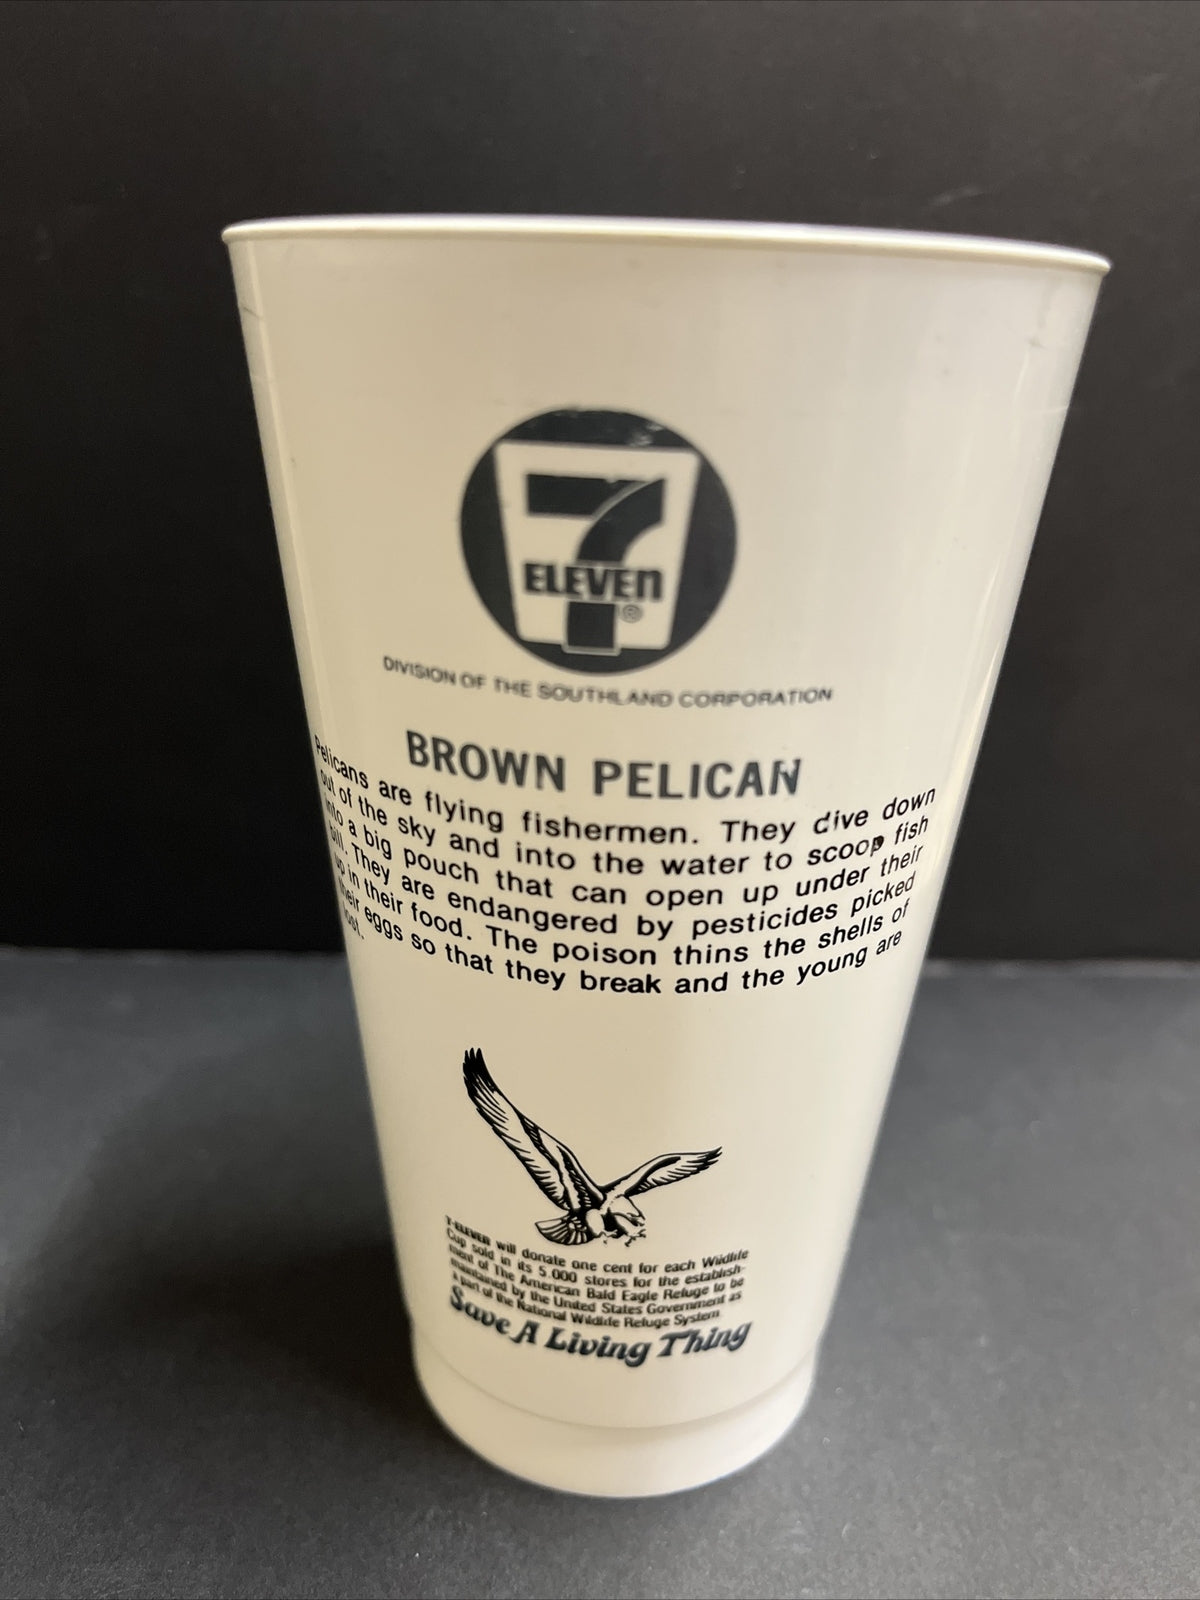 7
ELEVEn
®
DIVISION OF THE SOUTHLAND CORPORATION
BROWN PELICAN
Pelicans are flying fishermen. They dive down
out of the sky and into the water to scoop fish
into a big pouch that can open up under their
bill. They are endangered by pesticides picked
up in their food. The poison thins the shells of
their eggs so that they break and the young are
lost.
7-ELEVEN will donate one cent for each Wildlife
Cup sold in its 5,000 stores for the establish-
ment of The American Bald Eagle Refuge to be
maintained by the United States Government as
a part of the National Wildlife Refuge System.
Save A Living Thing